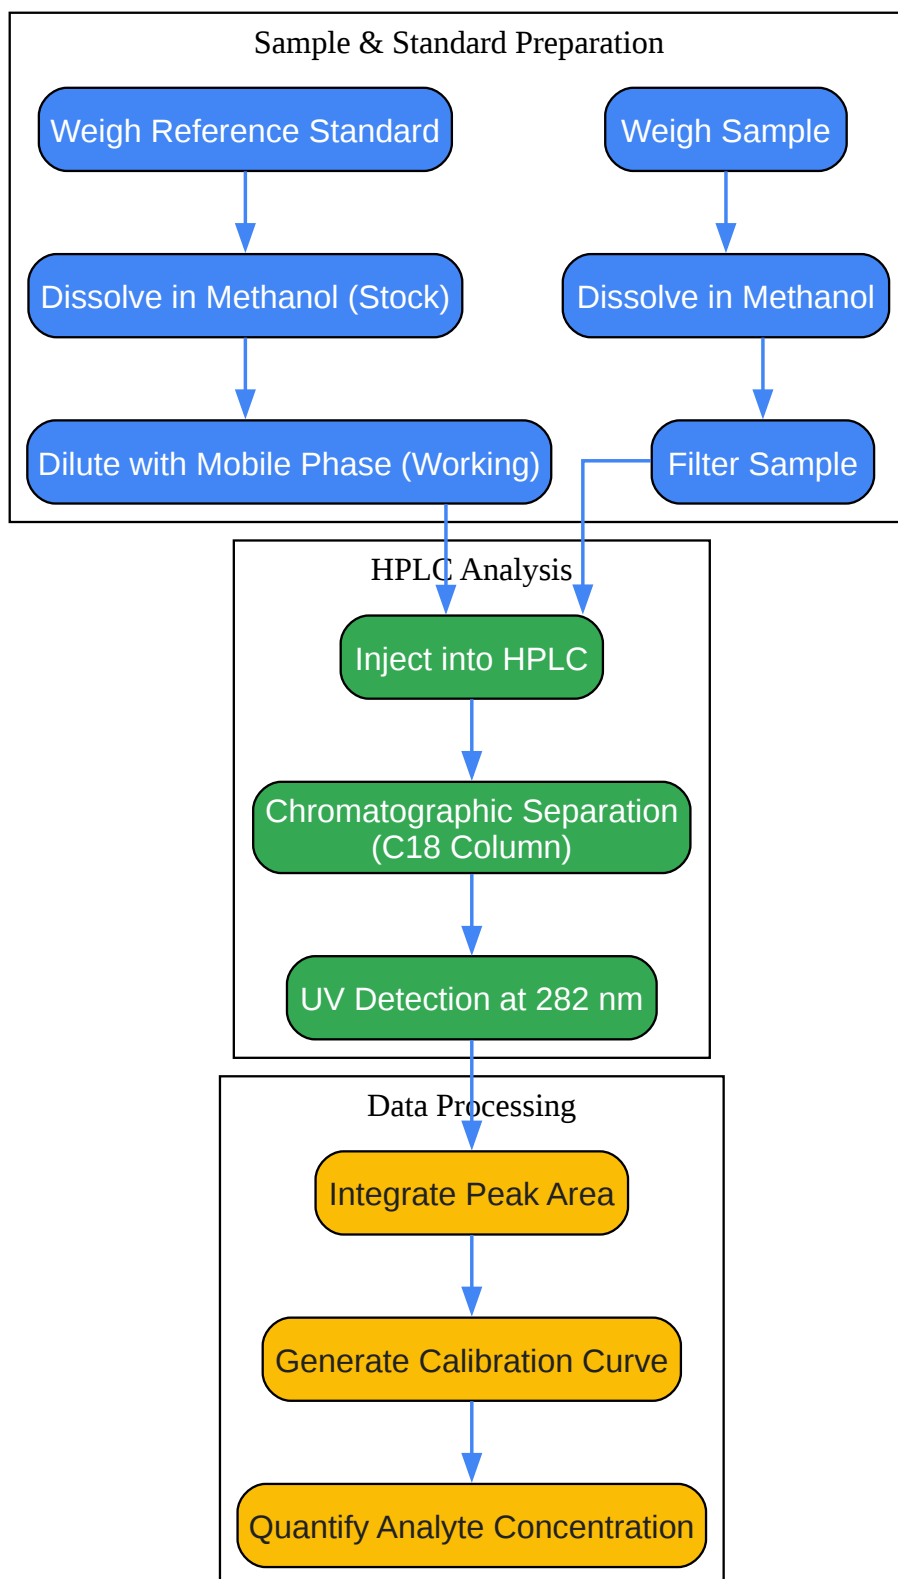 Sample & Standard Preparation
Weigh Reference Standard
Weigh Sample
Dissolve in Methanol (Stock)
Dissolve in Methanol
Dilute with Mobile Phase (Working)
Filter Sample
HPLC Analysis
Inject into HPLC
Chromatographic Separation
(C18 Column)
UV Detection at 282 nm
Data Processing
Integrate Peak Area
Generate Calibration Curve
Quantify Analyte Concentration